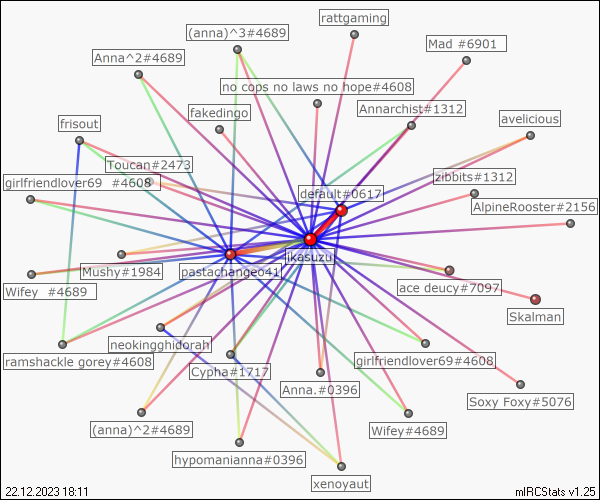 rattgaming
(anna)^3#4689
Mad #6901
Anna^2#4689
no cops no laws no hope#4608
fakedingo
Annarchist#1312
avelicious
frisout
Toucan#2473
zibbits#1312
girlfriendlover69 #4608
default#0617
AlpineRooster#2156
jkasuzu
Mushy#1984
pastachangeo41
ace deucy#7097
Wifey #4689
Skalman
neokingghidorah
ramshackle gorey#4608
girlfriendlover69#4608
Cypha#1717
Anna.#0396
Soxy Foxy#5076
(anna)^2#4689
Wifey#4689
hypomanianna#0396
xenoyaut
22.12.2023 18:11
mIRCStats v1.25